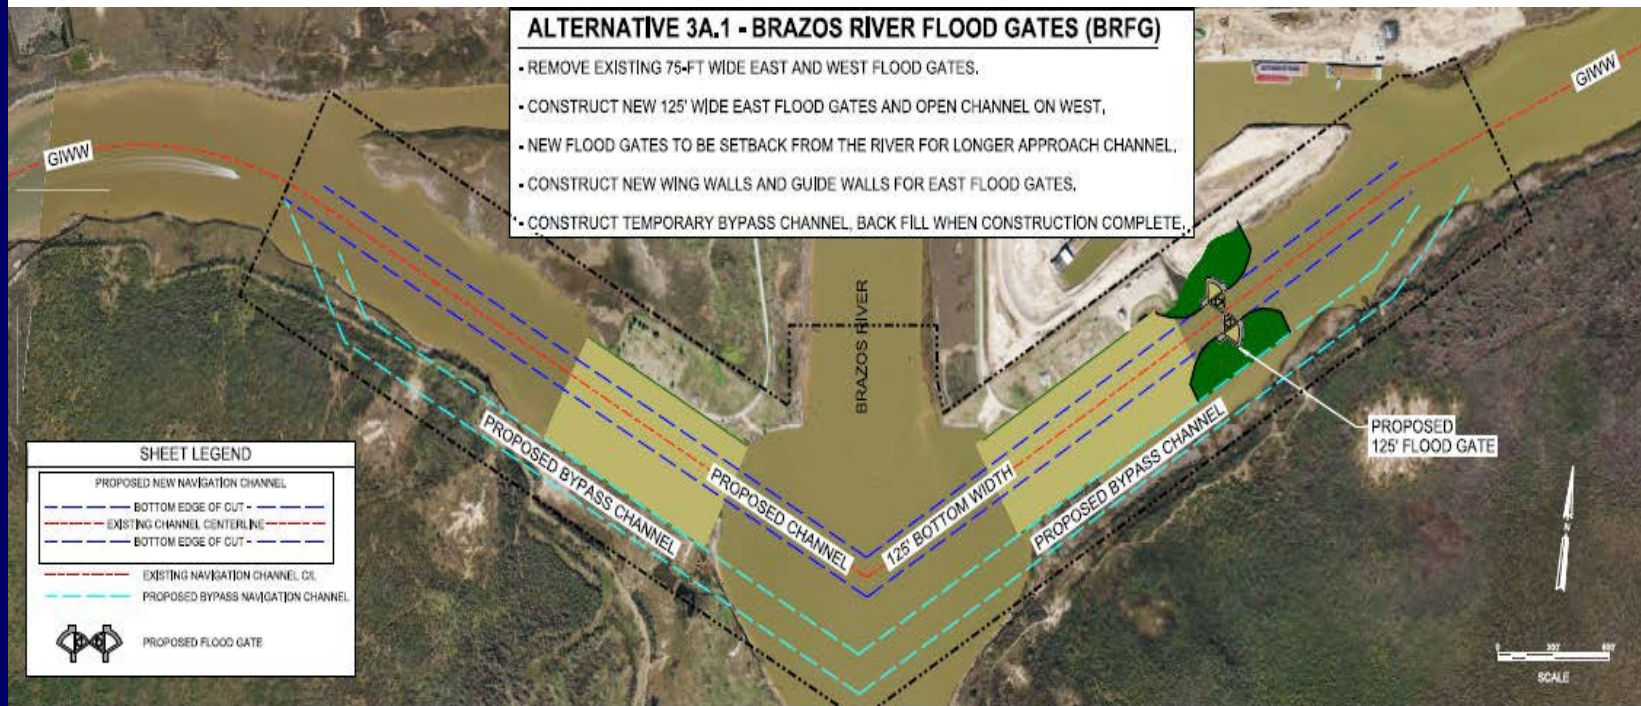 ALTERNATIVE 3A.1 - BRAZOS RIVER FLOOD GATES (BRFG)
- REMOVE EXISTING 75-FT WIDE EAST AND WEST FLOOD GATES.
- CONSTRUCT NEW 125' WIDE EAST FLOOD GATES AND OPEN CHANNEL ON WEST.
- NEW FLOOD GATES TO BE SETBACK FROM THE RIVER FOR LONGER APPROACH CHANNEL.
- CONSTRUCT NEW WING WALLS AND GUIDE WALLS FOR EAST FLOOD GATES.
- CONSTRUCT TEMPORARY BYPASS CHANNEL, BACK FILL WHEN CONSTRUCTION COMPLETE.
GIWW
GIWW
BRAZOS RIVER
PROPOSED BYPASS CHANNEL
PROPOSED CHANNEL
125' BOTTOM WIDTH
PROPOSED BYPASS CHANNEL
PROPOSED
125' FLOOD GATE
SHEET LEGEND
PROPOSED NEW NAVIGATION CHANNEL
BOTTOM EDGE OF CUT
EXISTING CHANNEL CENTERLINE
BOTTOM EDGE OF CUT
EXISTING NAVIGATION CHANNEL C/L
PROPOSED BYPASS NAVIGATION CHANNEL
PROPOSED FLOOD GATE
N
0 300' 600'
SCALE